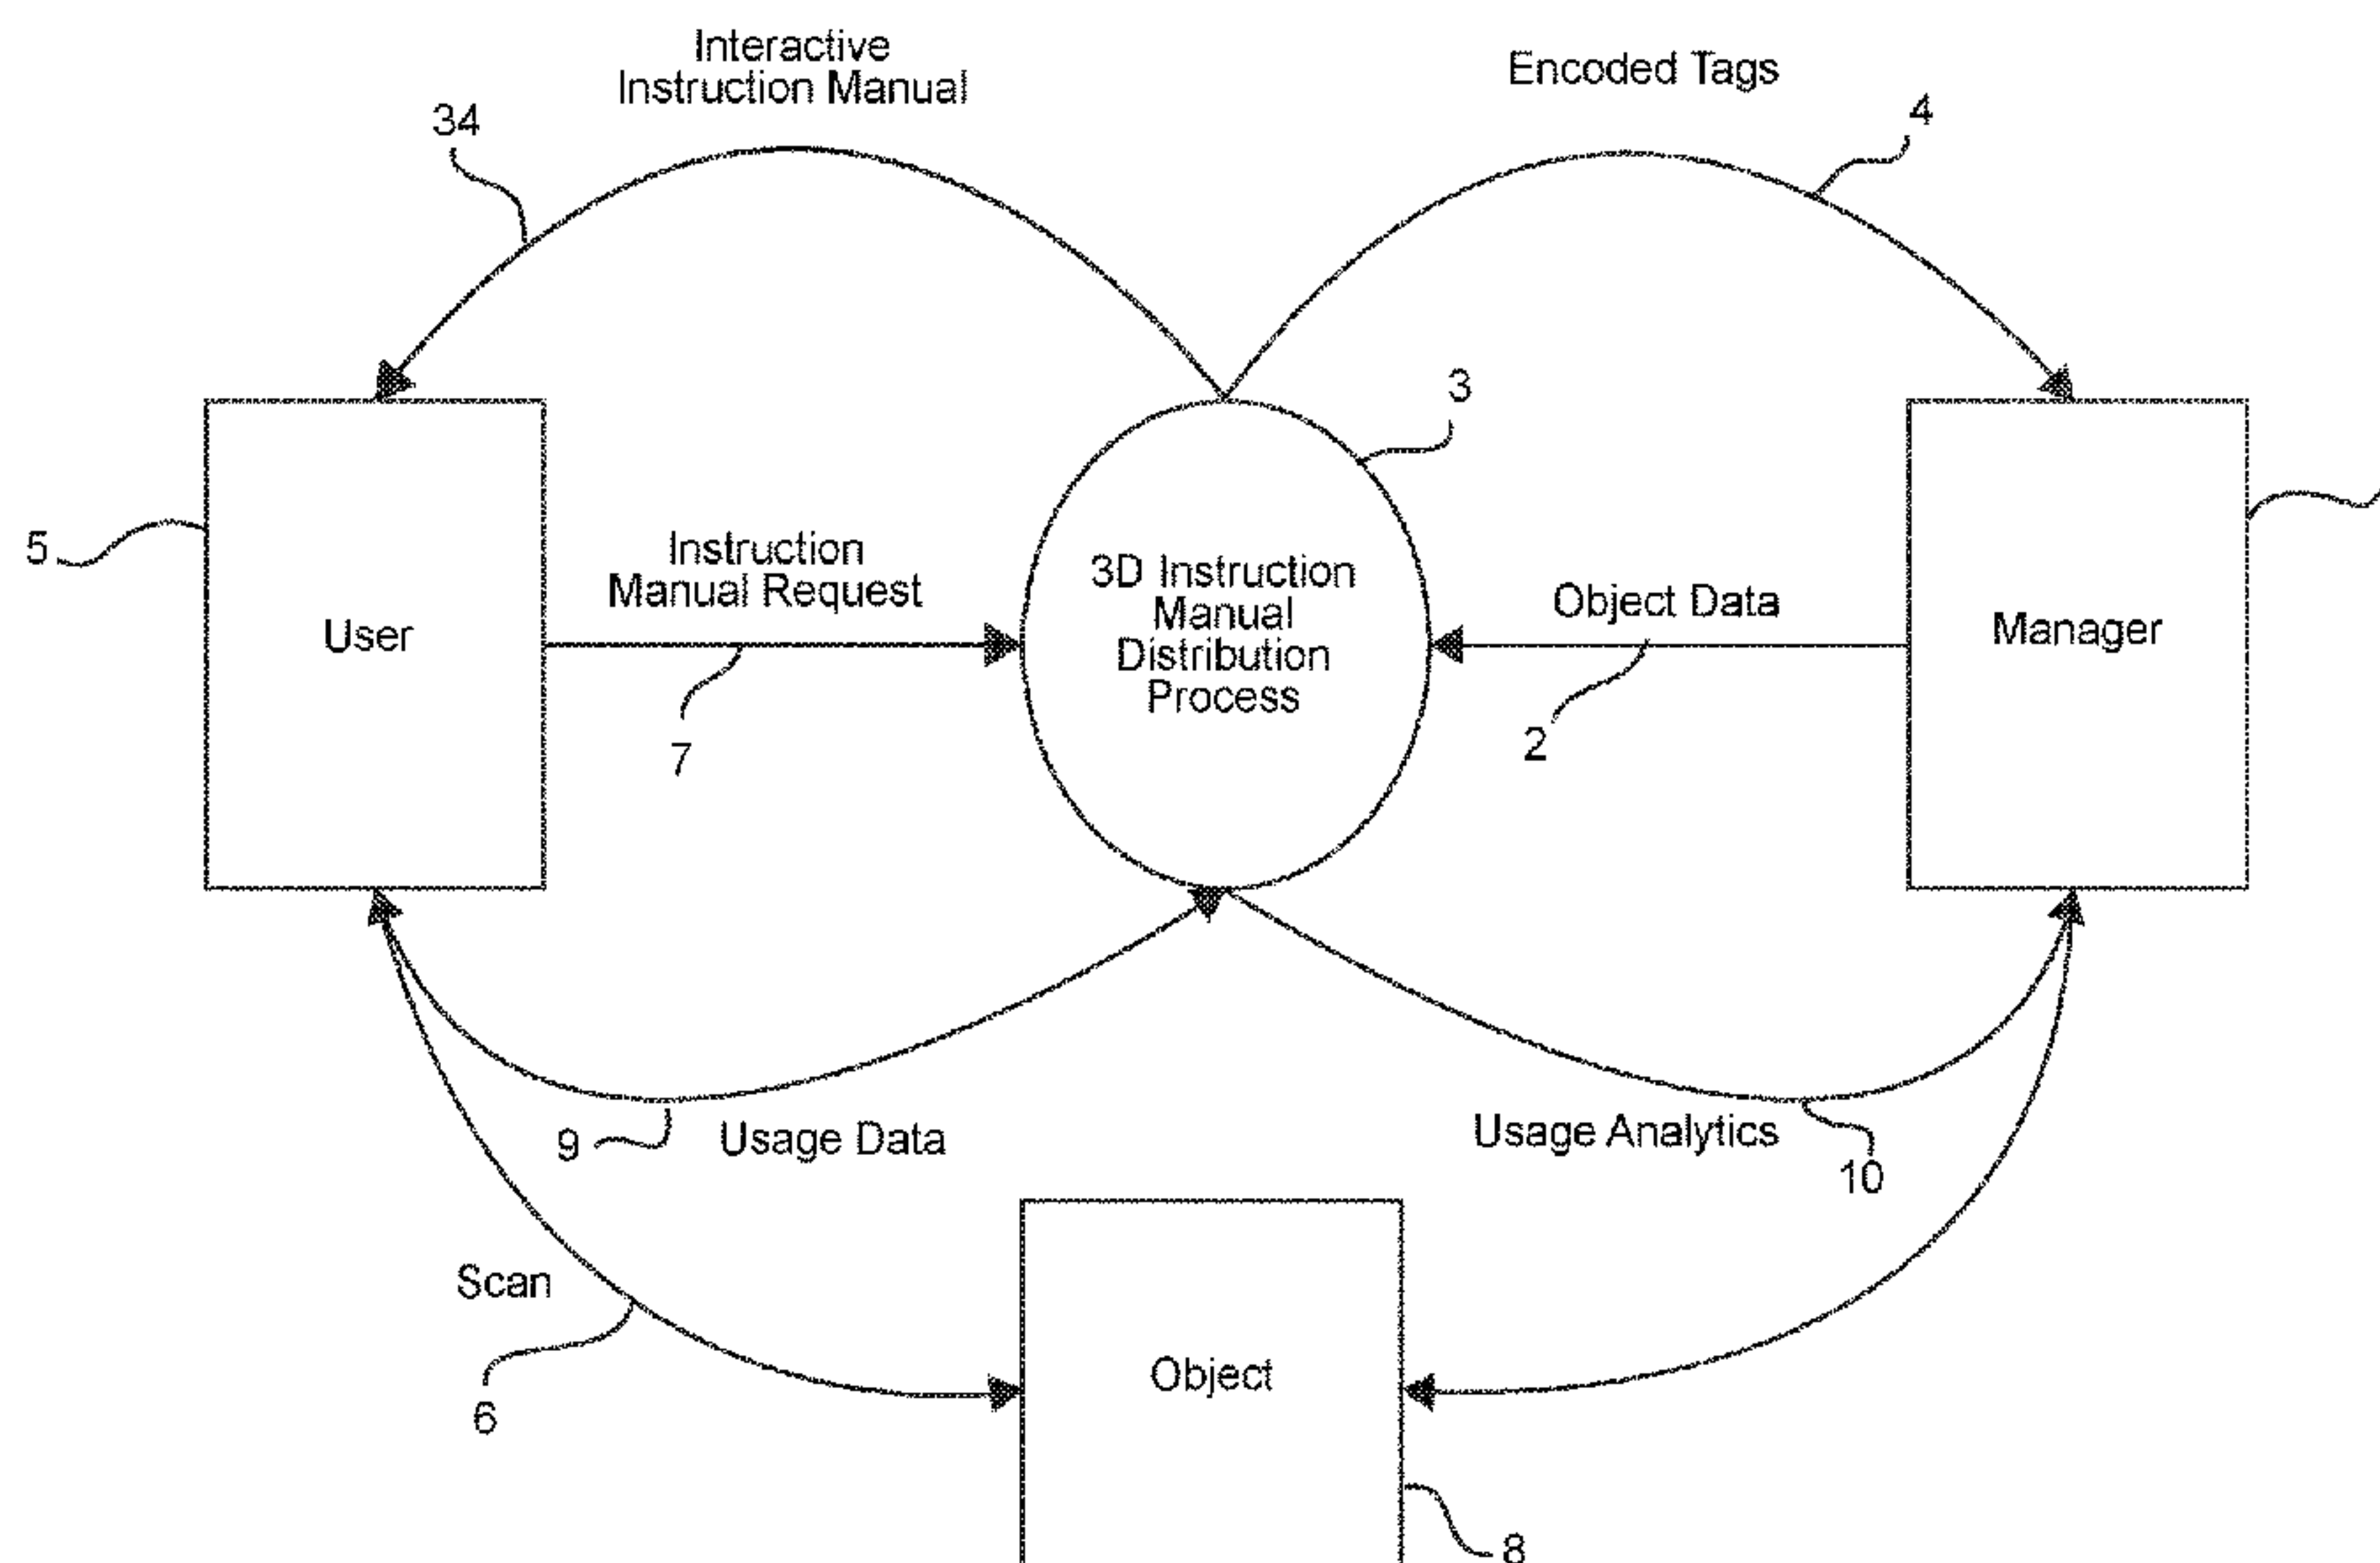 Interactive
Instruction Manual
Encoded Tags
34
4
3
5
User
Instruction
Manual Request
7
3D Instruction
Manual
Distribution
Process
Object Data
2
Manager
9
Usage Data
Usage Analytics
10
Scan
6
Object
8